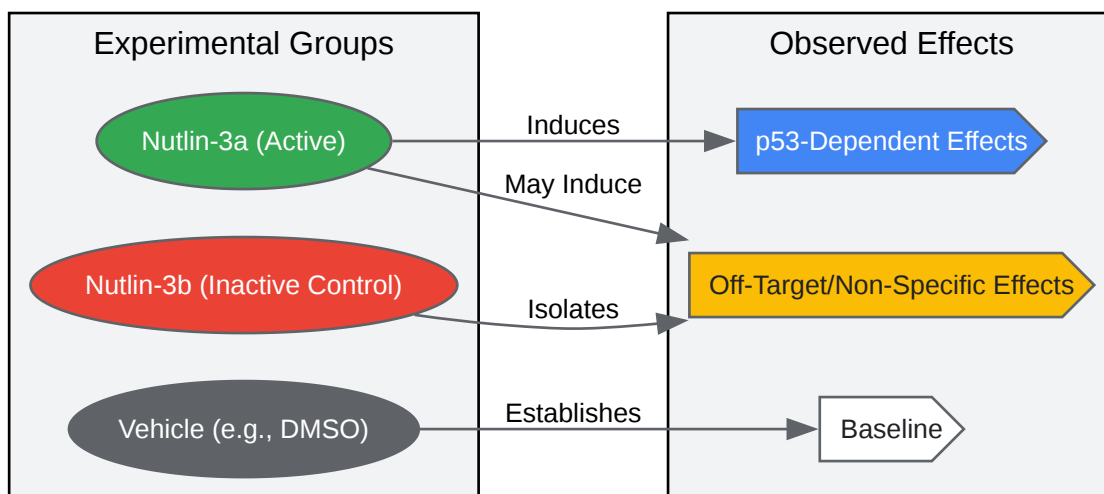 Experimental Groups
Observed Effects
Nutlin-3a (Active)
Induces
p53-Dependent Effects
May Induce
Nutlin-3b (Inactive Control)
Isolates
Off-Target/Non-Specific Effects
Vehicle (e.g., DMSO)
Establishes
Baseline